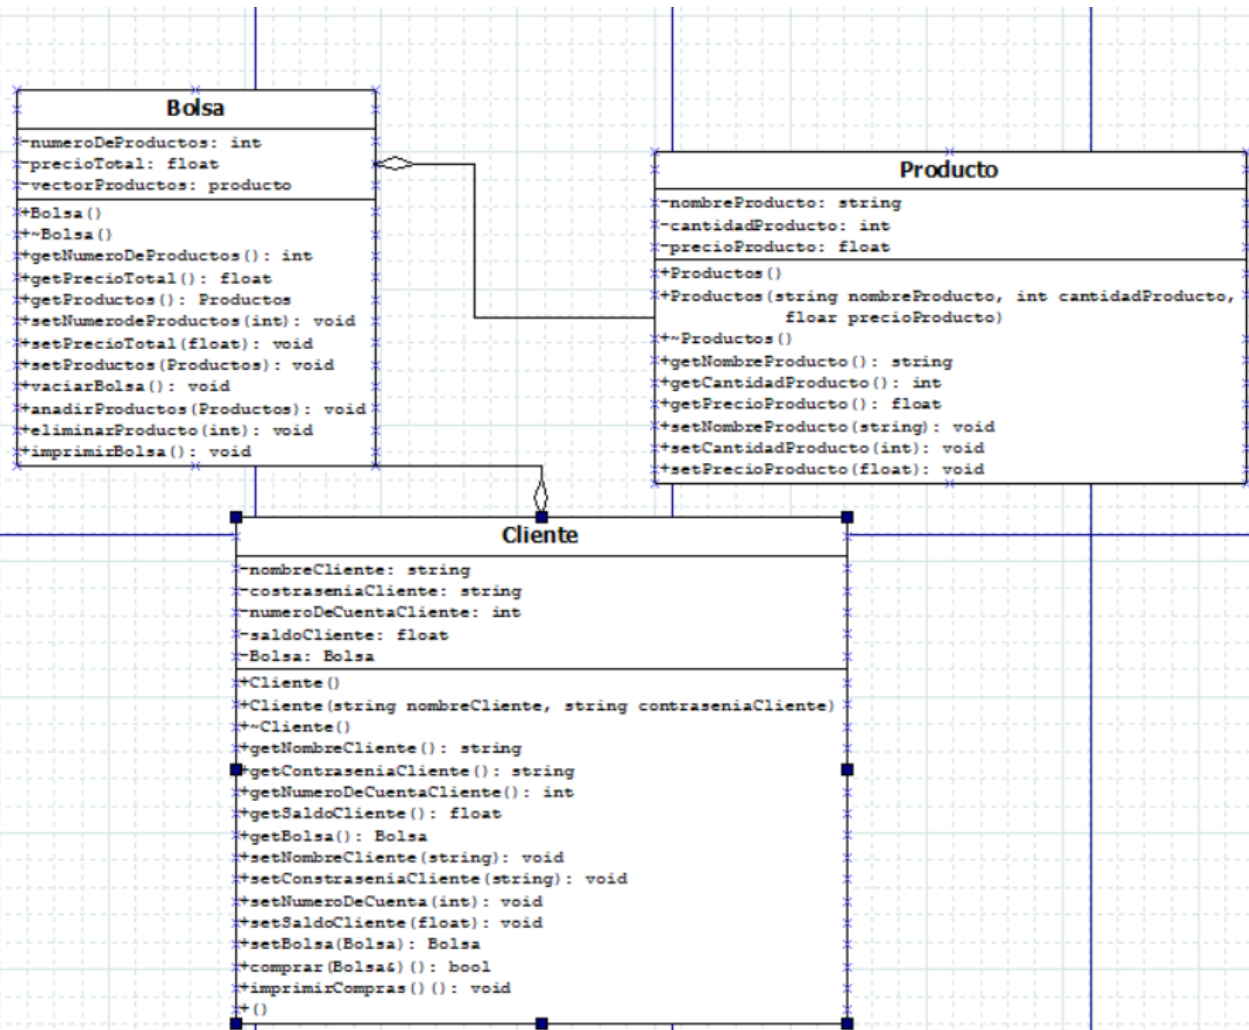 Bolsa
-numeroDeProductos: int
-precioTotal: float
-vectorProductos: producto
+Bolsa()
+~Bolsa()
+getNumeroDeProductos(): int
+getPrecioTotal(): float
+getProductos(): Productos
+setNumerodeProductos(int): void
+setPrecioTotal(float): void
+setProductos(Productos): void
+vaciarBolsa(): void
+anadirProductos(Productos): void
+eliminarProducto(int): void
+imprimirBolsa(): void
Producto
-nombreProducto: string
-cantidadProducto: int
-precioProducto: float
+Productos()
+Productos(string nombreProducto, int cantidadProducto,
floar precioProducto)
+~Productos()
+getNombreProducto(): string
+getCantidadProducto(): int
+getPrecioProducto(): float
+setNombreProducto(string): void
+setCantidadProducto(int): void
+setPrecioProducto(float): void
Cliente
-nombreCliente: string
-costraseniaCliente: string
-numeroDeCuentaCliente: int
-saldoCliente: float
-Bolsa: Bolsa
+Cliente()
+Cliente(string nombreCliente, string contraseniaCliente)
+~Cliente()
+getNombreCliente(): string
+getContraseniaCliente(): string
+getNumeroDeCuentaCliente(): int
+getSaldoCliente(): float
+getBolsa(): Bolsa
+setNombreCliente(string): void
+setConstraseniaCliente(string): void
+setNumeroDeCuenta(int): void
+setSaldoCliente(float): void
+setBolsa(Bolsa): Bolsa
+comprar(Bolsa&)(): bool
+imprimirCompras()(): void
+()